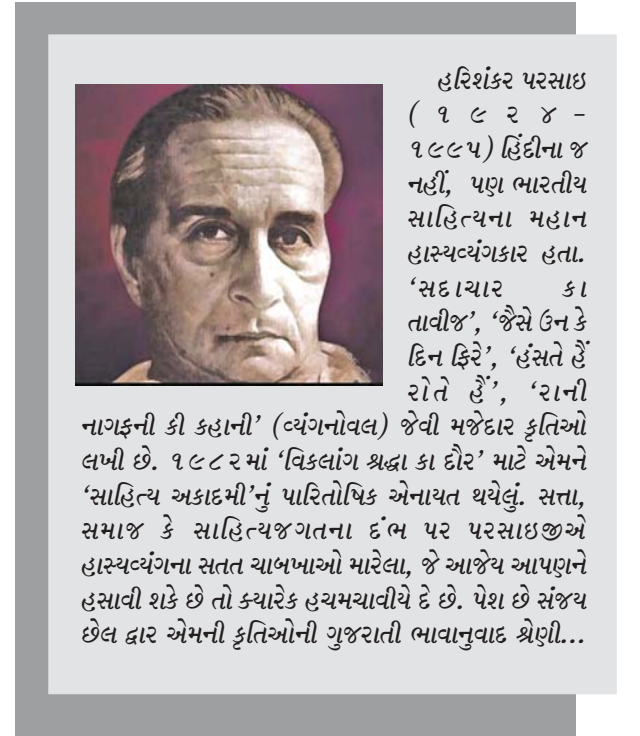 હરિશંકર પરસાઇ
( ૧ ૯ ૨ ૪ -
૧૯૯૫) હિંદીના જ
નહીં, પણ ભારતીય
સાહિત્યના મહાન
હાસ્યવ્યંગકાર હતા.
‘સદાચાર કા
તાવીજ’, ‘જૈસે ઉન કે
દિન ફિરે’, ‘હંસતે હૈં
રોતે હૈં’, ‘રાની
નાગફની કી કહાની’ (વ્યંગનોવલ) જેવી મજેદાર કૃતિઓ
લખી છે. ૧૯૮૨માં ‘વિકલાંગ શ્રદ્ધા કા દૌર’ માટે એમને
‘સાહિત્ય અકાદમી’નું પારિતોષિક એનાયત થયેલું. સત્તા,
સમાજ કે સાહિત્યજગતના દંભ પર પરસાઇજીએ
હાસ્યવ્યંગના સતત ચાબખાઓ મારેલા, જે આજેય આપણને
હસાવી શકે છે તો ક્યારેક હચમચાવીયે દે છે. પેશ છે સંજય
છેલ દ્વાર એમની કૃતિઓની ગુજરાતી ભાવાનુવાદ શ્રેણી...